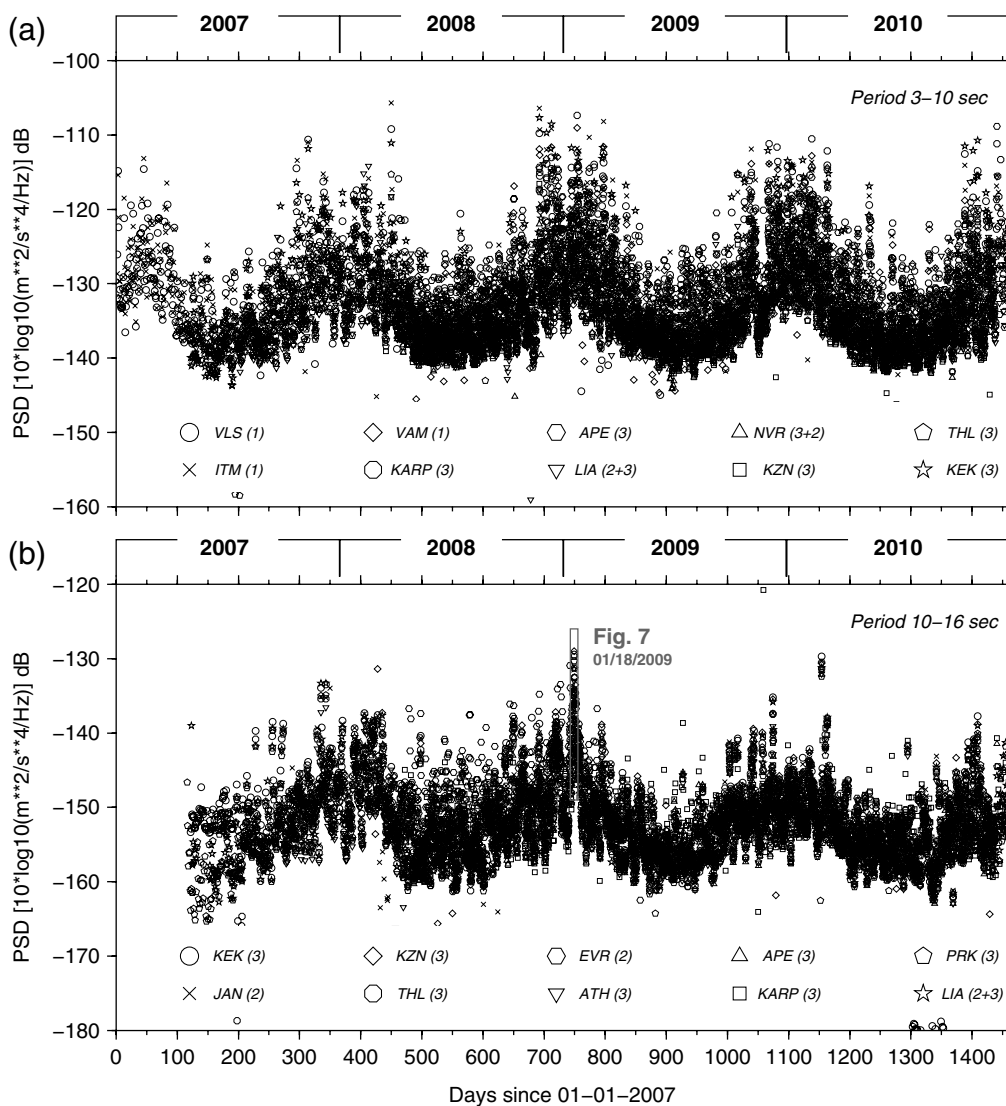 (a)
2007 2008 2009 2010
−100
Period 3−10 sec
−110
−120
−130
−140
−150
−160
PSD [10*log10(m**2/s**4/Hz)] dB
VLS (1) VAM (1) APE (3) NVR (3+2) THL (3)
ITM (1) KARP (3) LIA (2+3) KZN (3) KEK (3)
(b)
2007 2008 2009 2010
−120
Period 10−16 sec
Fig. 7
01/18/2009
−130
−140
−150
−160
−170
−180
PSD [10*log10(m**2/s**4/Hz)] dB
KEK (3) KZN (3) EVR (2) APE (3) PRK (3)
JAN (2) THL (3) ATH (3) KARP (3) LIA (2+3)
0 100 200 300 400 500 600 700 800 900 1000 1100 1200 1300 1400
Days since 01−01−2007